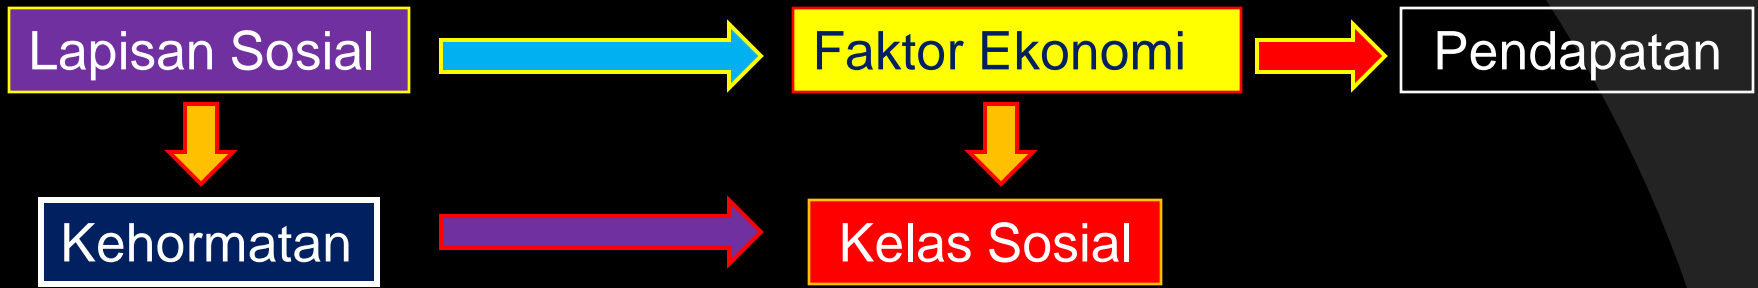 Lapisan Sosial
Faktor Ekonomi
Pendapatan
Kehormatan
Kelas Sosial